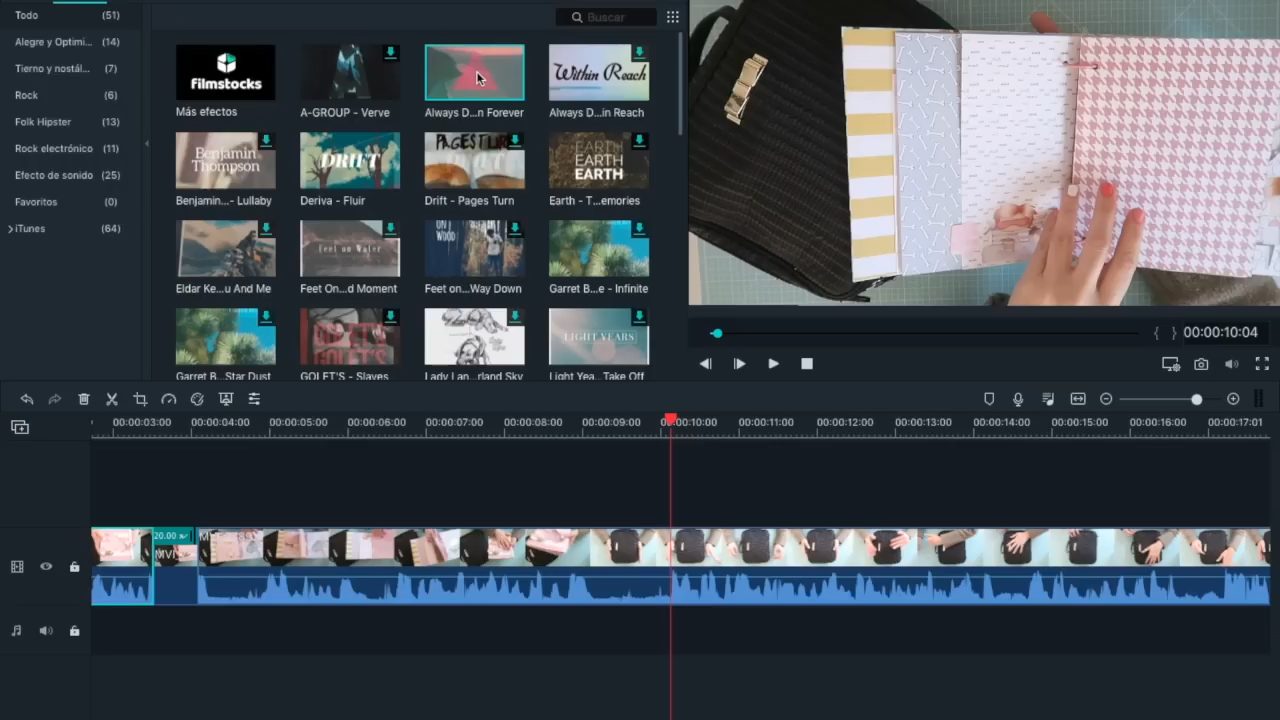 Todo (51)
Alegre y Optimi... (14)
Tierno y nostál... (7)
Rock (6)
Folk Hipster (13)
Rock electrónico (11)
Efecto de sonido (25)
Favoritos (0)
iTunes (64)
Buscar
filmstocks
Within Reach
Más efectos
A-GROUP - Verve
Always D...n Forever
Always D...in Reach
Benjamin Thompson
DRIFT
PAGES TURN
EARTH
EARTH
EARTH
Benjamin...- Lullaby
Deriva - Fluir
Drift - Pages Turn
Earth - T...emories
Feet on Water
ON
WOOD
Eldar Ke...u And Me
Feet On...d Moment
Feet on...Way Down
Garret B...e - Infinite
GOLET'S
LIGHT YEARS
Garret B...Star Dust
GOLET'S - Slaves
Lady Lan...rland Sky
Light Yea...Take Off
{ } 00:00:10:04
00:00:03:00
00:00:04:00
00:00:05:00
00:00:06:00
00:00:07:00
00:00:08:00
00:00:09:00
00:00:10:00
00:00:11:00
00:00:12:00
00:00:13:00
00:00:14:00
00:00:15:00
00:00:16:00
00:00:17:01
20.00 x
MVI